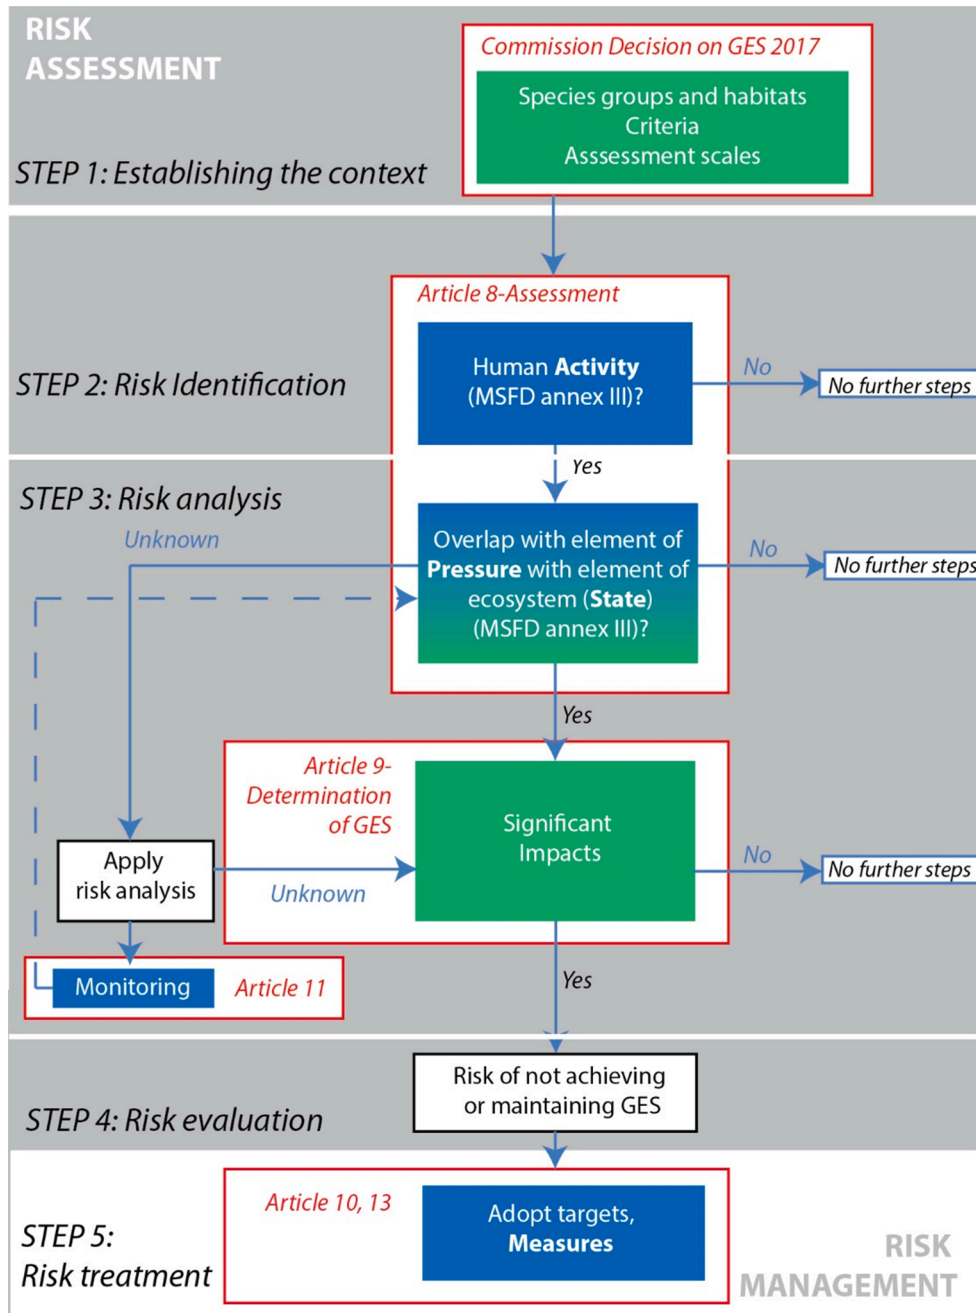 RISK
ASSESSMENT
Commission Decision on GES 2017
Species groups and habitats
Criteria
Asssessment scales
STEP 1: Establishing the context
Article 8-Assessment
Human Activity
(MSFD annex III)?
No
No further steps
STEP 2: Risk Identification
Yes
STEP 3: Risk analysis
Unknown
Overlap with element of
Pressure with element of
ecosystem (State)
(MSFD annex III)?
No
No further steps
Yes
Article 9-
Determination
of GES
Significant
Impacts
No
No further steps
Apply
risk analysis
Unknown
Monitoring
Article 11
Yes
Risk of not achieving
or maintaining GES
STEP 4: Risk evaluation
Article 10, 13
Adopt targets,
Measures
STEP 5:
Risk treatment
RISK
MANAGEMENT